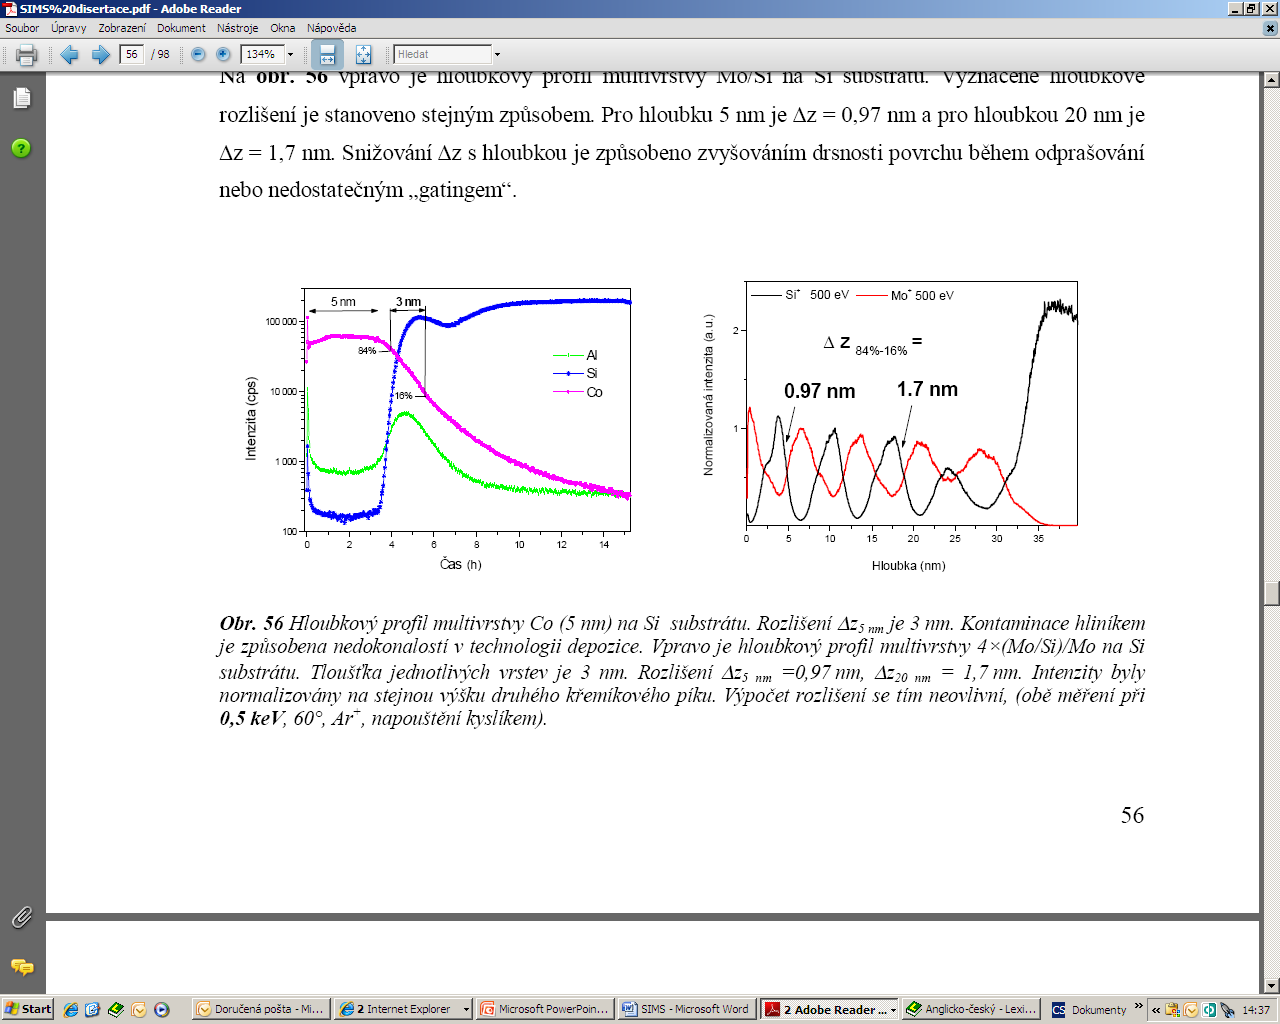 SIMS%20disertace.pdf - Adobe Reader
Soubor Úpravy Zobrazení Dokument Nástroje Okna Nápověda
56 / 98 134% Hledat
Na obr. 56 vpravo je hloubkový profil multivrstvy Mo/Si na Si substrátu. Vyznačené hloubkové
rozlišení je stanoveno stejným způsobem. Pro hloubku 5 nm je Δz = 0,97 nm a pro hloubkou 20 nm je
Δz = 1,7 nm. Snižování Δz s hloubkou je způsobeno zvyšováním drsnosti povrchu během odprašování
nebo nedostatečným „gatingem“.
5 nm 3 nm
100 000
84%
Al
Si
Co
10 000
16%
1 000
100
0 2 4 6 8 10 12 14
Intenzita (cps)
Čas (h)
Si+ 500 eV Mo+ 500 eV
2
Δ z 84%-16% =
0.97 nm 1.7 nm
1
0 5 10 15 20 25 30 35
Normalizovaná intenzita (a.u.)
Hloubka (nm)
Obr. 56 Hloubkový profil multivrstvy Co (5 nm) na Si substrátu. Rozlišení Δz5 nm je 3 nm. Kontaminace hliníkem
je způsobena nedokonalostí v technologii depozice. Vpravo je hloubkový profil multivrstvy 4×(Mo/Si)/Mo na Si
substrátu. Tloušťka jednotlivých vrstev je 3 nm. Rozlišení Δz5 nm =0,97 nm, Δz20 nm = 1,7 nm. Intenzity byly
normalizovány na stejnou výšku druhého křemíkového píku. Výpočet rozlišení se tím neovlivní, (obě měření při
0,5 keV, 60°, Ar+, napouštění kyslíkem).
56
Start Doručená pošta - Mi... 2 Internet Explorer Microsoft PowerPoin... SIMS - Microsoft Word 2 Adobe Reader ... Anglicko-český - Lexi... CS Dokumenty » « 14:37